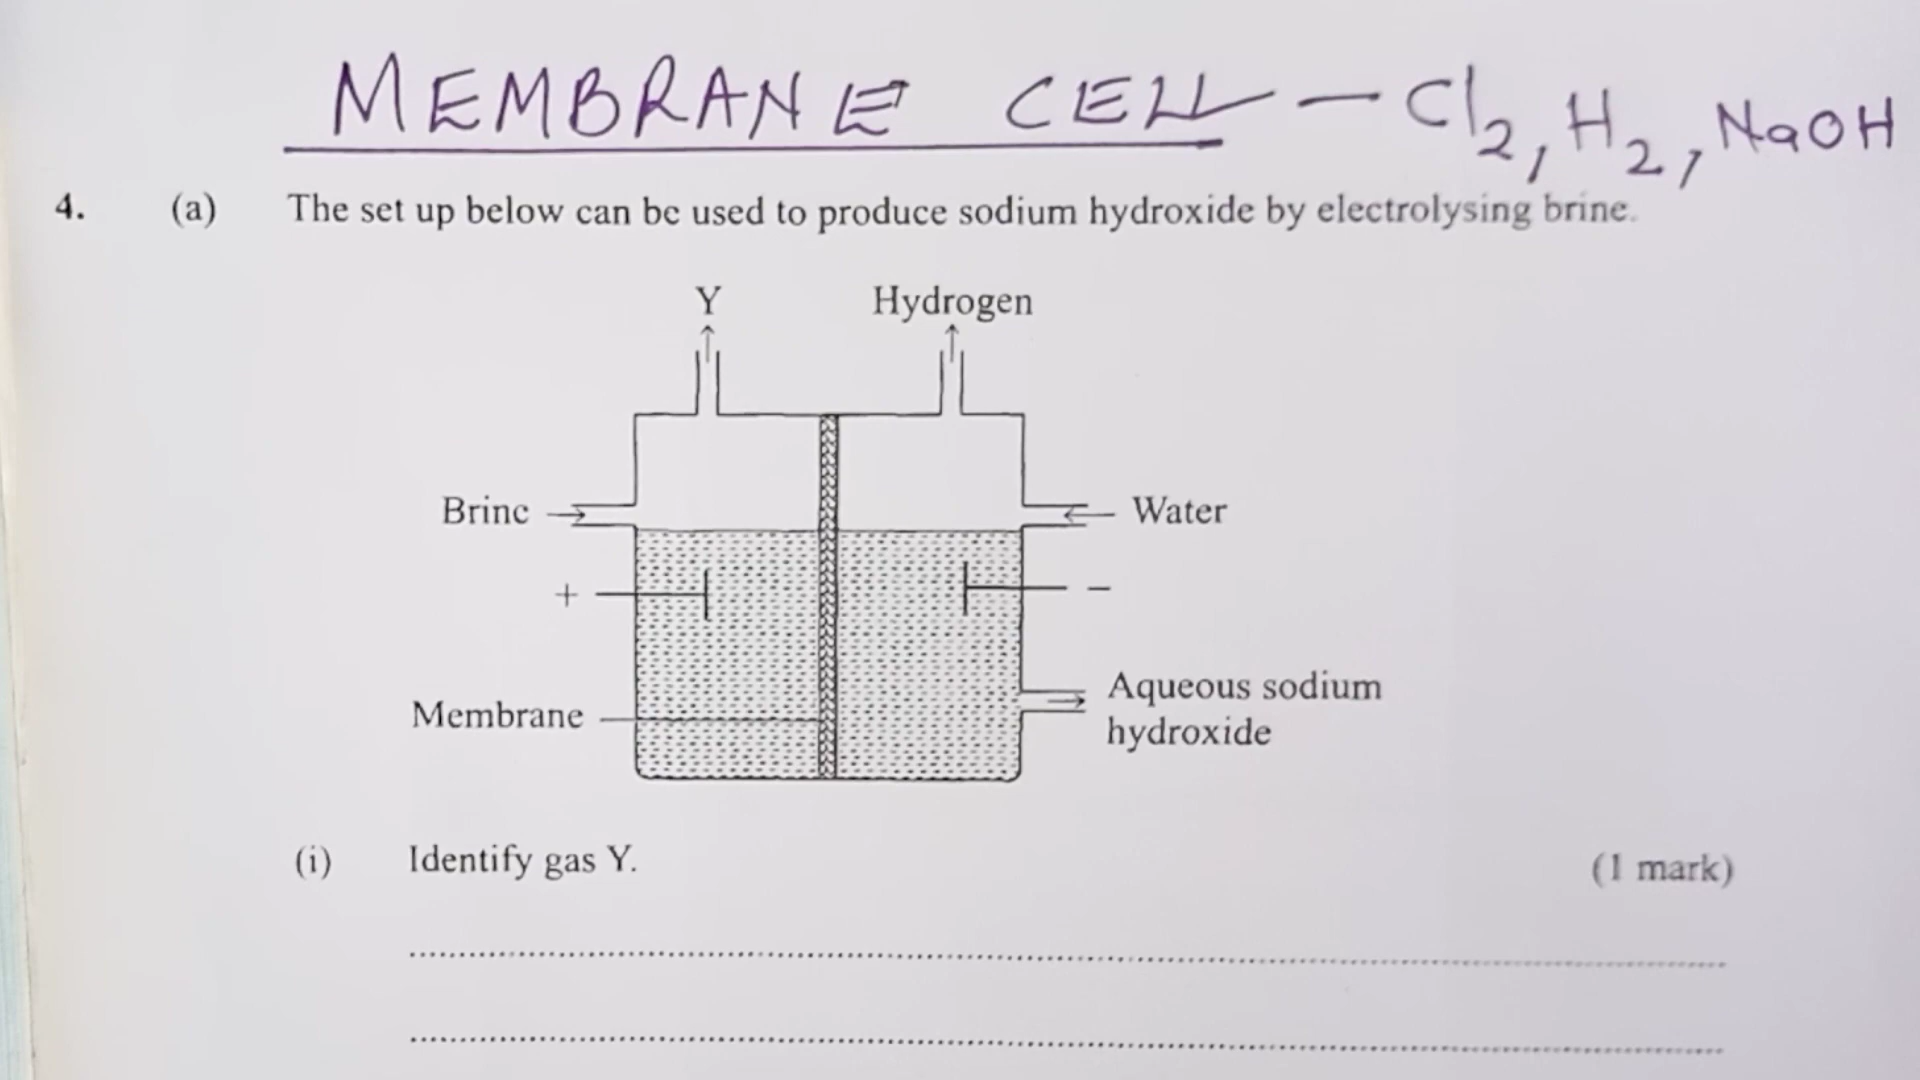 MEMBRANE CELL - Cl2, H2, NaOH
4. (a) The set up below can be used to produce sodium hydroxide by electrolysing brine.
Y Hydrogen
Brine Water
+ −
Membrane
Aqueous sodium
hydroxide
(i) Identify gas Y. (1 mark)